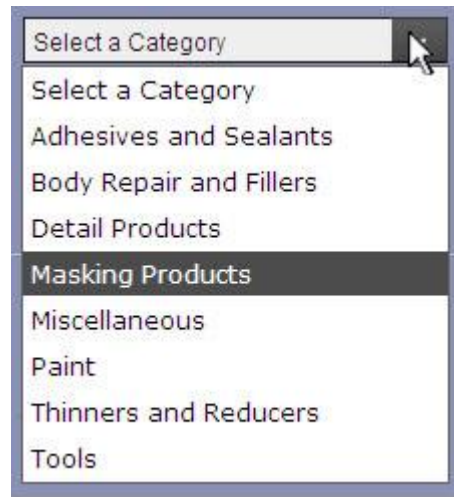 Select a Category
Select a Category
Adhesives and Sealants
Body Repair and Fillers
Detail Products
Masking Products
Miscellaneous
Paint
Thinners and Reducers
Tools